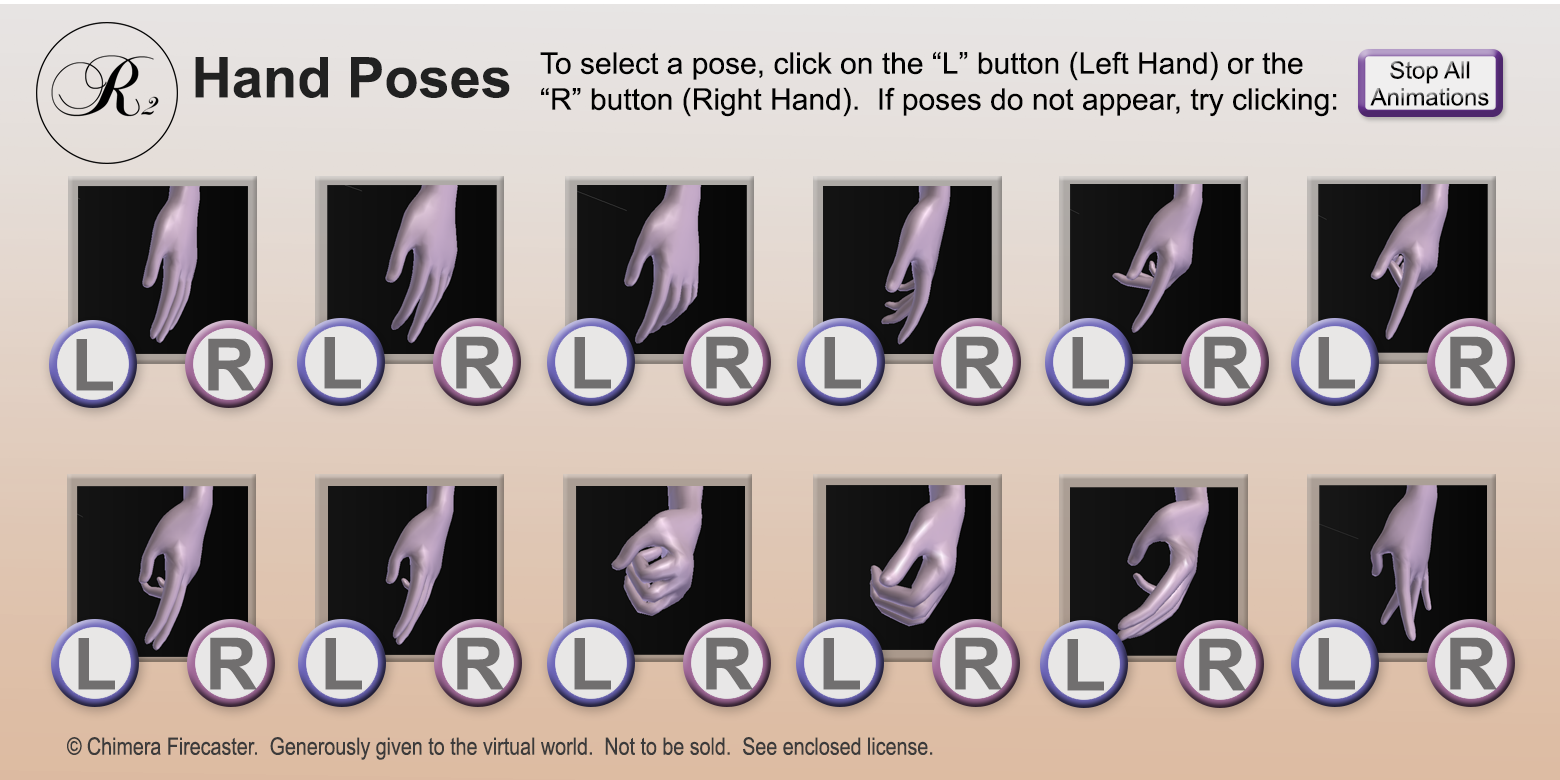 R2
Hand Poses
To select a pose, click on the “L” button (Left Hand) or the
“R” button (Right Hand).  If poses do not appear, try clicking:
Stop All
Animations
L R L R L R L R L R L R
L R L R L R L R L R L R
© Chimera Firecaster.  Generously given to the virtual world.  Not to be sold.  See enclosed license.